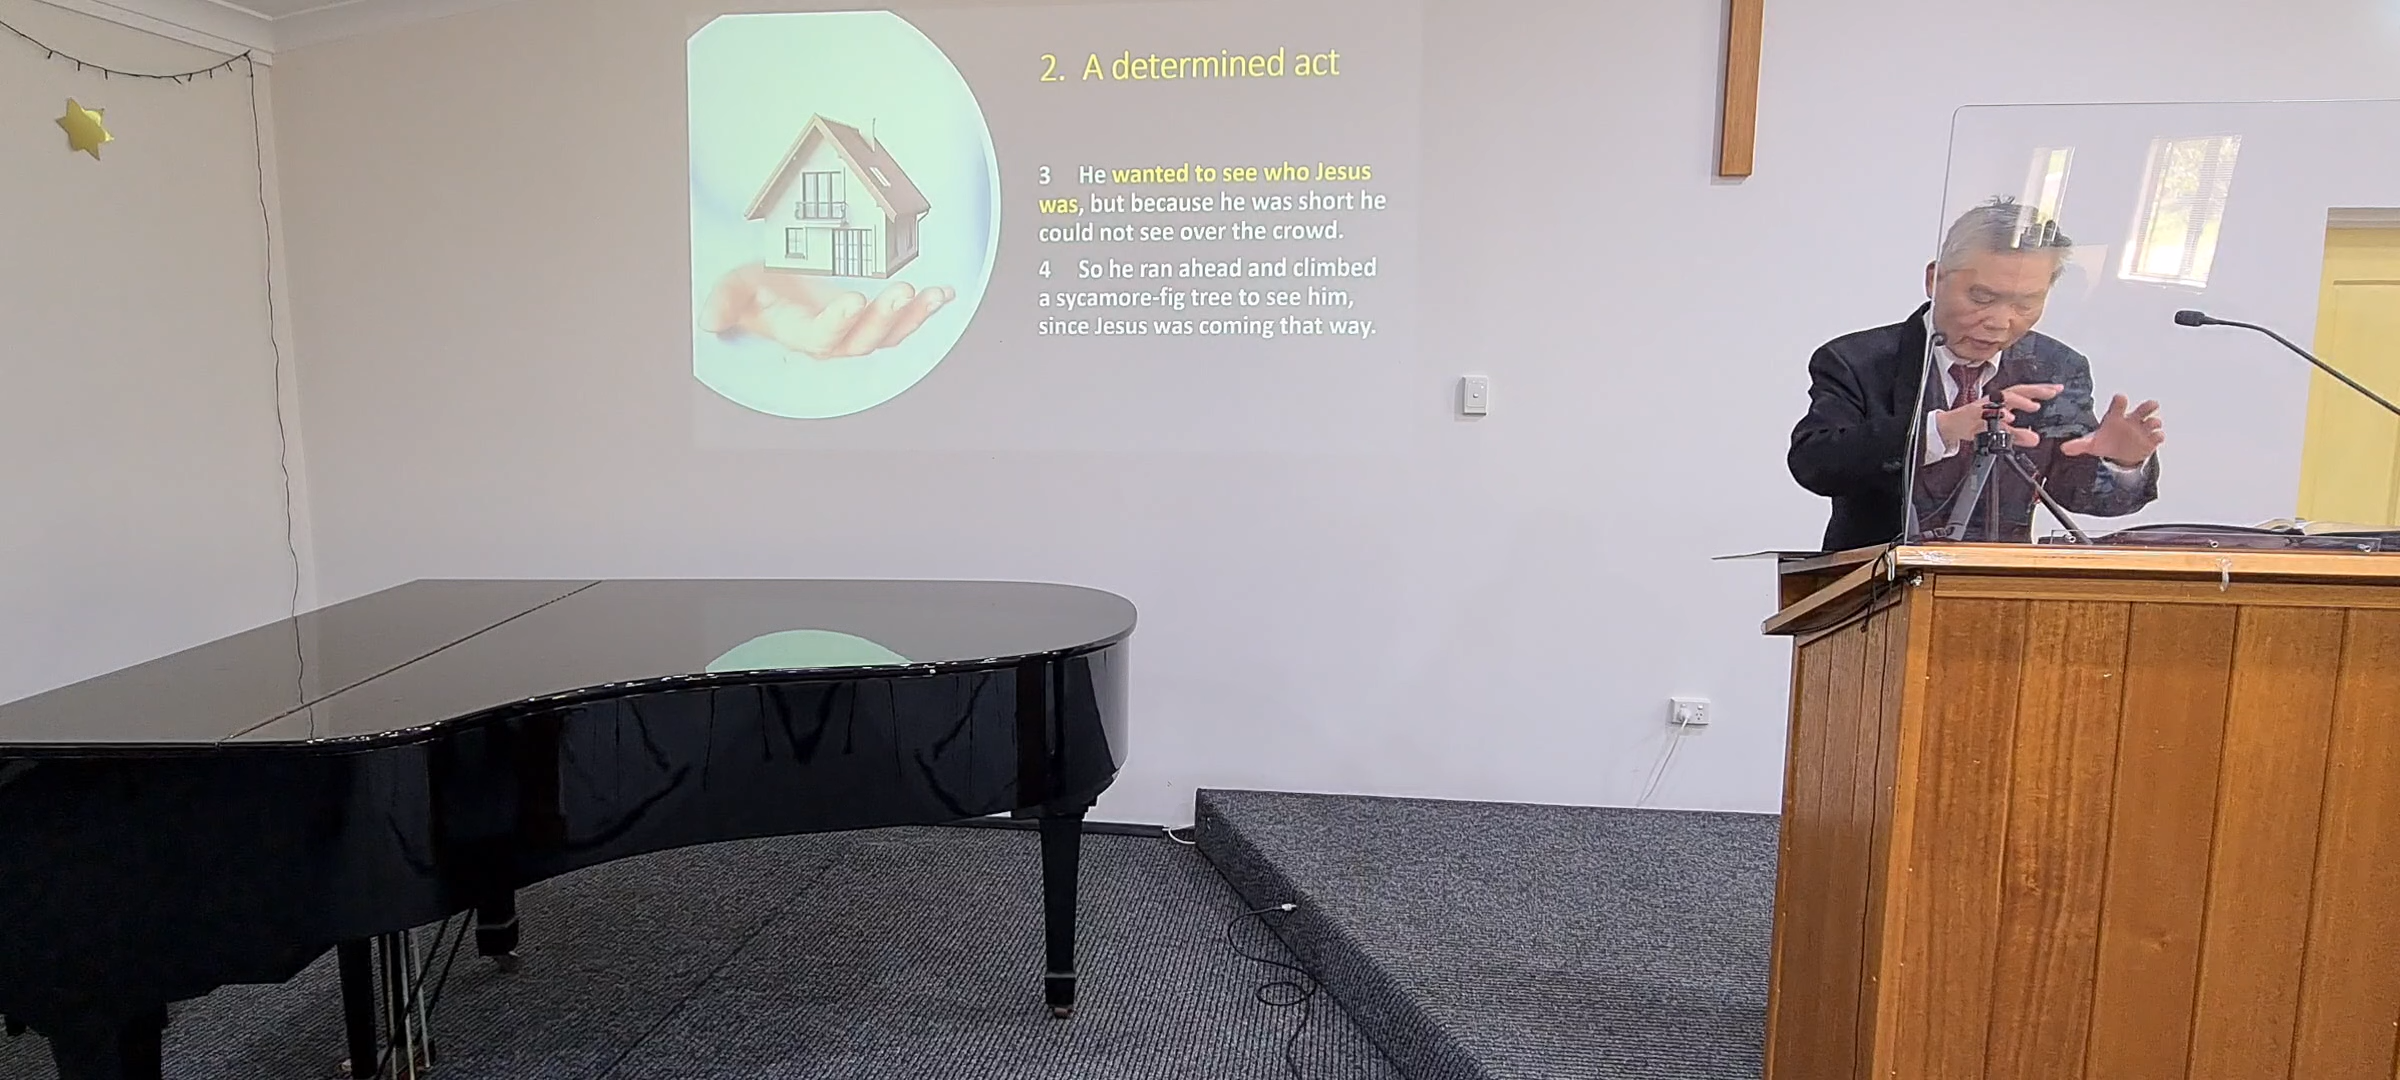 2. A determined act
3 He wanted to see who Jesus
was, but because he was short he
could not see over the crowd.
4 So he ran ahead and climbed
a sycamore-fig tree to see him,
since Jesus was coming that way.